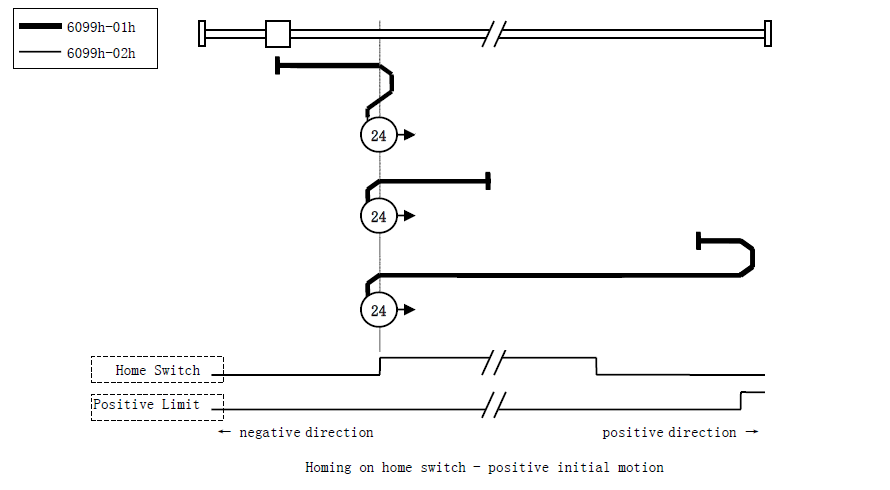 6099h-01h
6099h-02h
24
24
24
Home Switch
Positive Limit
← negative direction
positive direction →
Homing on home switch - positive initial motion